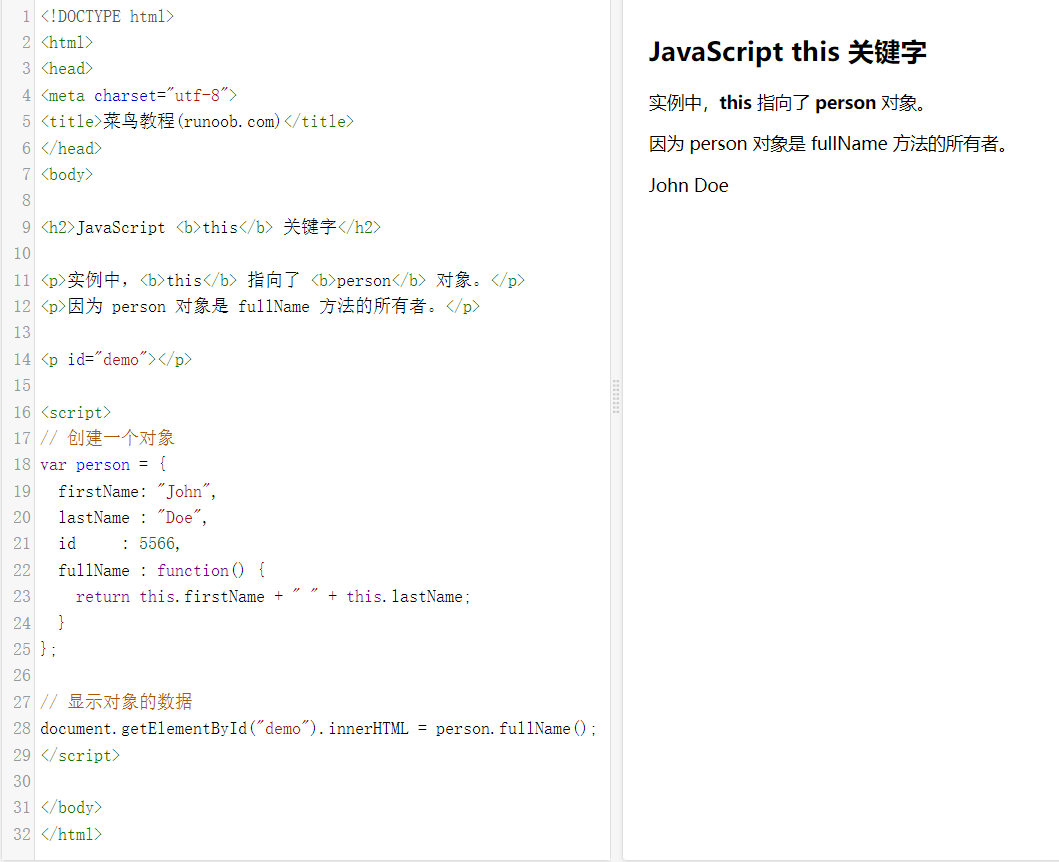 1 <!DOCTYPE html>
2 <html>
3 <head>
4 <meta charset="utf-8">
5 <title>菜鸟教程(runoob.com)</title>
6 </head>
7 <body>
8
9 <h2>JavaScript <b>this</b> 关键字</h2>
10
11 <p>实例中，<b>this</b> 指向了 <b>person</b> 对象。</p>
12 <p>因为 person 对象是 fullName 方法的所有者。</p>
13
14 <p id="demo"></p>
15
16 <script>
17 // 创建一个对象
18 var person = {
19   firstName: "John",
20   lastName : "Doe",
21   id     : 5566,
22   fullName : function() {
23     return this.firstName + " " + this.lastName;
24   }
25 };
26
27 // 显示对象的数据
28 document.getElementById("demo").innerHTML = person.fullName();
29 </script>
30
31 </body>
32 </html>
JavaScript this 关键字
实例中，this 指向了 person 对象。
因为 person 对象是 fullName 方法的所有者。
John Doe